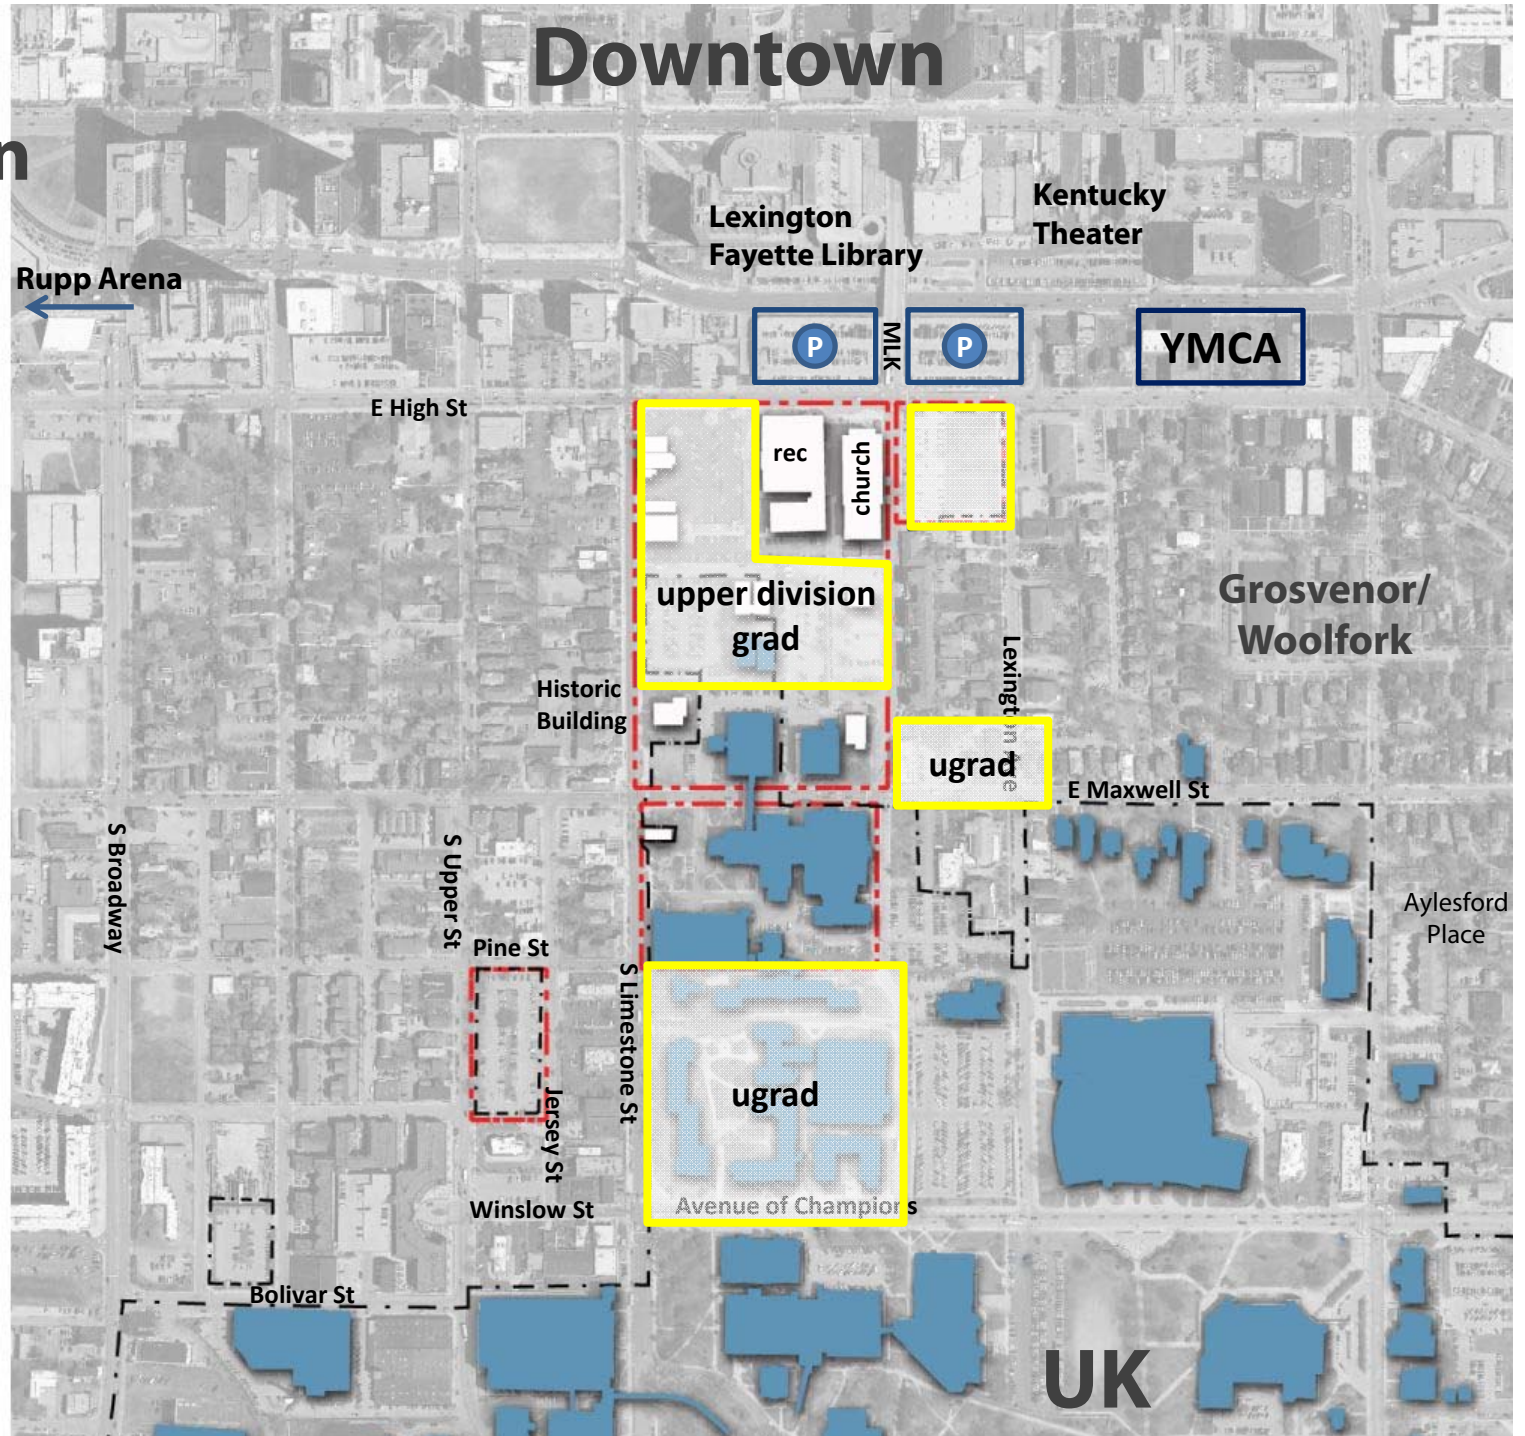 Downtown
n
Lexington
Fayette Library
Kentucky
Theater
Rupp Arena
P
MLK
P
YMCA
E High St
rec
church
upper division
grad
Grosvenor/
Woolfork
Lexington Ave
Historic
Building
ugrad
E Maxwell St
S Broadway
S Upper St
Aylesford
Place
Pine St
S Limestone St
ugrad
Jersey St
Winslow St
Avenue of Champions
Bolivar St
UK